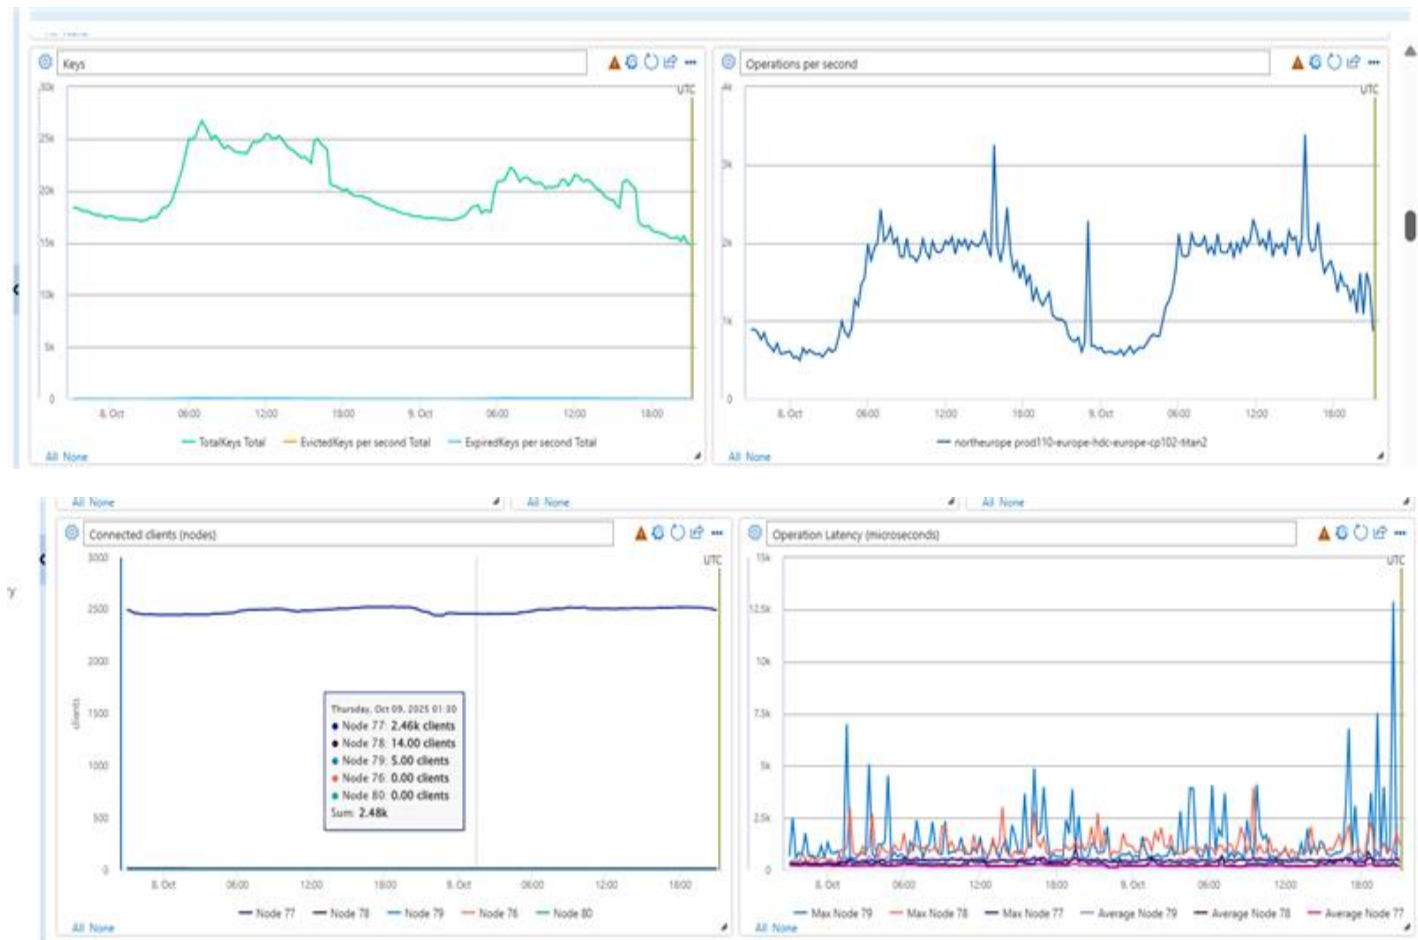 Keys
UTC
30k
25k
20k
15k
10k
5k
0
8. Oct 06:00 12:00 18:00 9. Oct 06:00 12:00 18:00
TotalKeys Total EvictedKeys per second Total ExpiredKeys per second Total
All None
Operations per second
UTC
4k
3k
2k
1k
0
8. Oct 06:00 12:00 18:00 9. Oct 06:00 12:00 18:00
northeurope prod110-europe-hdc-europe-cp102-titan2
All None
All None
All None
All None
Connected clients (nodes)
UTC
3000
2500
2000
1500
1000
500
0
clients
Thursday, Oct 09, 2025 01:30
Node 77: 2.46k clients
Node 78: 14.00 clients
Node 79: 5.00 clients
Node 76: 0.00 clients
Node 80: 0.00 clients
Sum: 2.48k
8. Oct 06:00 12:00 18:00 9. Oct 06:00 12:00 18:00
Node 77 Node 78 Node 79 Node 76 Node 80
All None
Operation Latency (microseconds)
UTC
15k
12.5k
10k
7.5k
5k
2.5k
0
8. Oct 06:00 12:00 18:00 9. Oct 06:00 12:00 18:00
Max Node 79 Max Node 78 Max Node 77 Average Node 79 Average Node 78 Average Node 77
All None